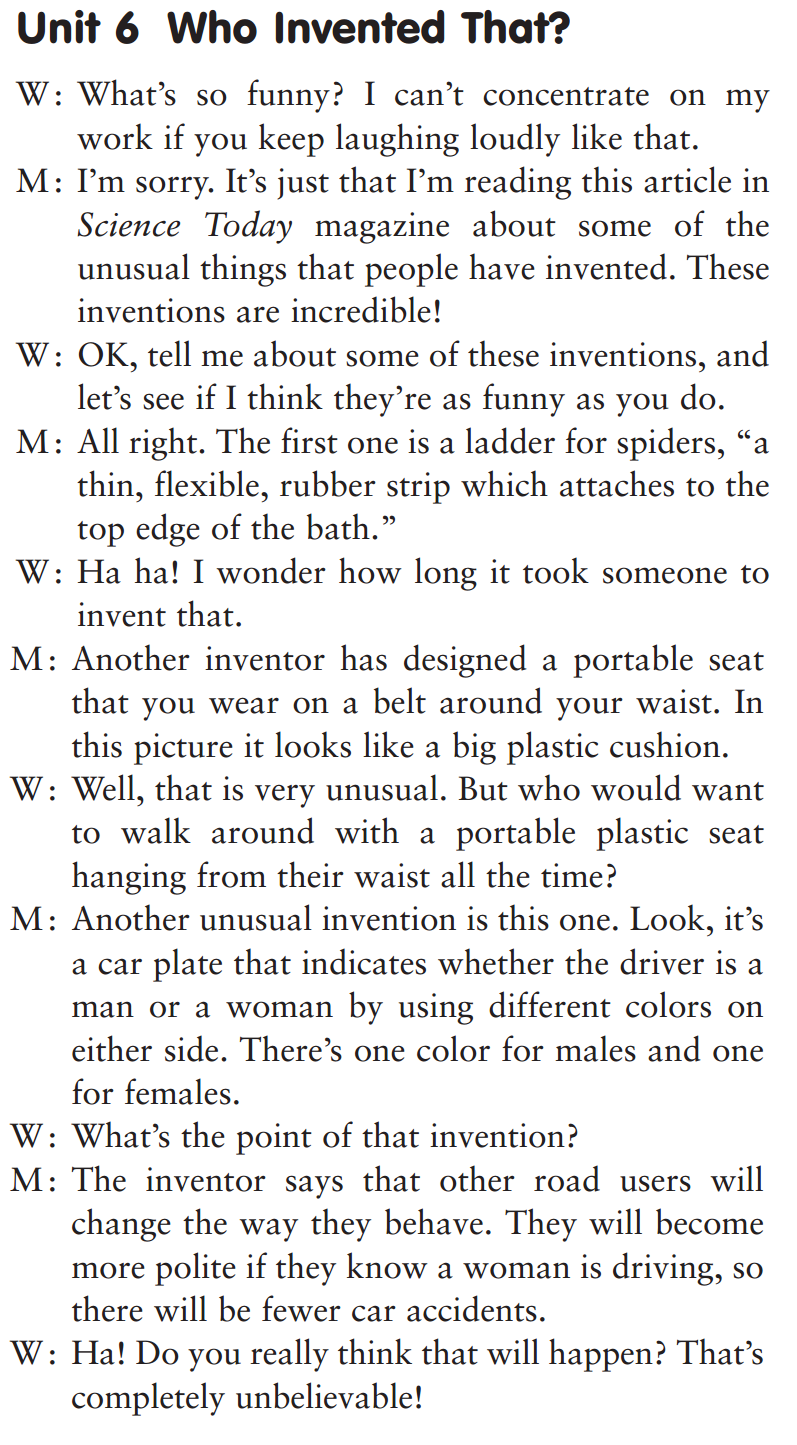 Unit 6 Who Invented That?
W: What's so funny? I can't concentrate on my
work if you keep laughing loudly like that.
M: I'm sorry. It's just that I'm reading this article in
Science Today magazine about some of the
unusual things that people have invented. These
inventions are incredible!
W: OK, tell me about some of these inventions, and
let's see if I think they're as funny as you do.
M: All right. The first one is a ladder for spiders, “a
thin, flexible, rubber strip which attaches to the
top edge of the bath.”
W: Ha ha! I wonder how long it took someone to
invent that.
M: Another inventor has designed a portable seat
that you wear on a belt around your waist. In
this picture it looks like a big plastic cushion.
W: Well, that is very unusual. But who would want
to walk around with a portable plastic seat
hanging from their waist all the time?
M: Another unusual invention is this one. Look, it's
a car plate that indicates whether the driver is a
man or a woman by using different colors on
either side. There's one color for males and one
for females.
W: What's the point of that invention?
M: The inventor says that other road users will
change the way they behave. They will become
more polite if they know a woman is driving, so
there will be fewer car accidents.
W: Ha! Do you really think that will happen? That's
completely unbelievable!